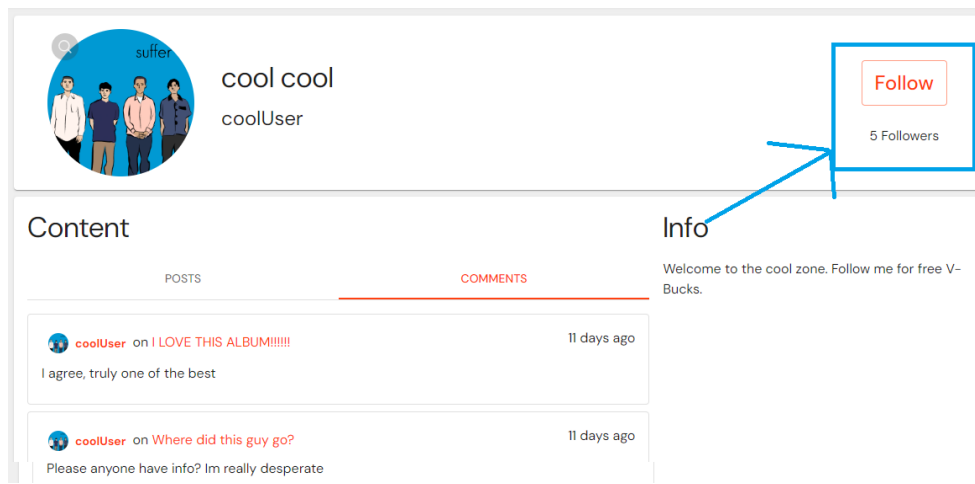 suffer
cool cool
coolUser
Follow
5 Followers
Content
POSTS
COMMENTS
coolUser on I LOVE THIS ALBUM!!!!!!
11 days ago
I agree, truly one of the best
coolUser on Where did this guy go?
11 days ago
Please anyone have info? Im really desperate
Info
Welcome to the cool zone. Follow me for free V-
Bucks.